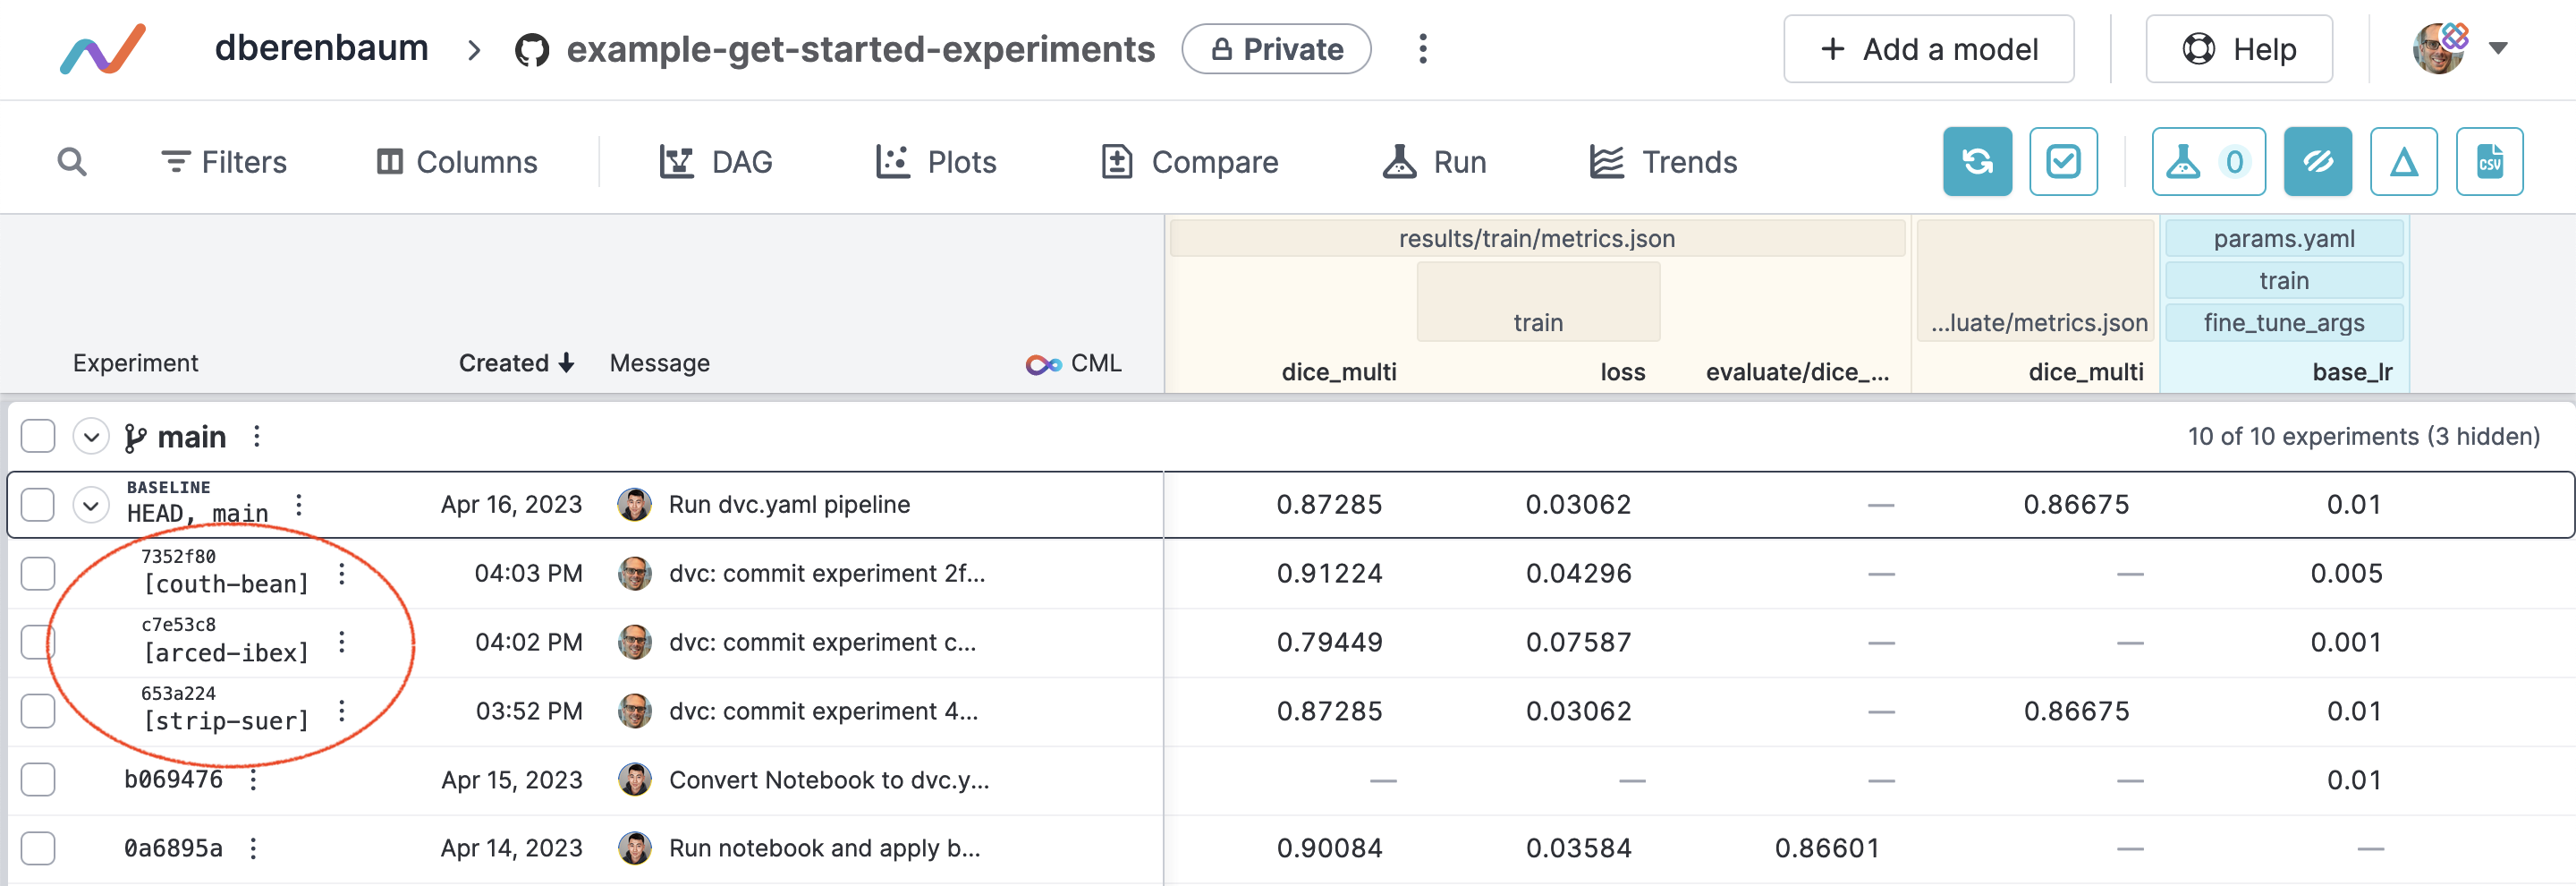 dberenbaum > example-get-started-experiments Private + Add a model Help
Filters Columns DAG Plots Compare Run Trends 0 CSV
results/train/metrics.json params.yaml
train
train ...luate/metrics.json fine_tune_args
Experiment Created Message CML dice_multi loss evaluate/dice_... dice_multi base_lr
main 10 of 10 experiments (3 hidden)
BASELINE
HEAD, main Apr 16, 2023 Run dvc.yaml pipeline 0.87285 0.03062 — 0.86675 0.01
7352f80
[couth-bean] 04:03 PM dvc: commit experiment 2f... 0.91224 0.04296 — — 0.005
c7e53c8
[arced-ibex] 04:02 PM dvc: commit experiment c... 0.79449 0.07587 — — 0.001
653a224
[strip-suer] 03:52 PM dvc: commit experiment 4... 0.87285 0.03062 — 0.86675 0.01
b069476 Apr 15, 2023 Convert Notebook to dvc.y... — — — — 0.01
0a6895a Apr 14, 2023 Run notebook and apply b... 0.90084 0.03584 0.86601 — —